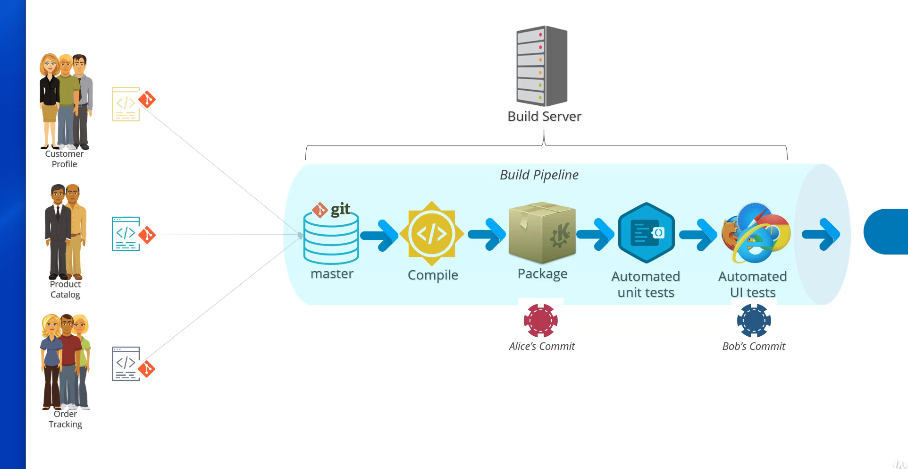 Build Server
Build Pipeline
Customer
Profile
git
master
Compile
Package
Automated
unit tests
Automated
UI tests
Product
Catalog
Alice's Commit
Bob's Commit
Order
Tracking